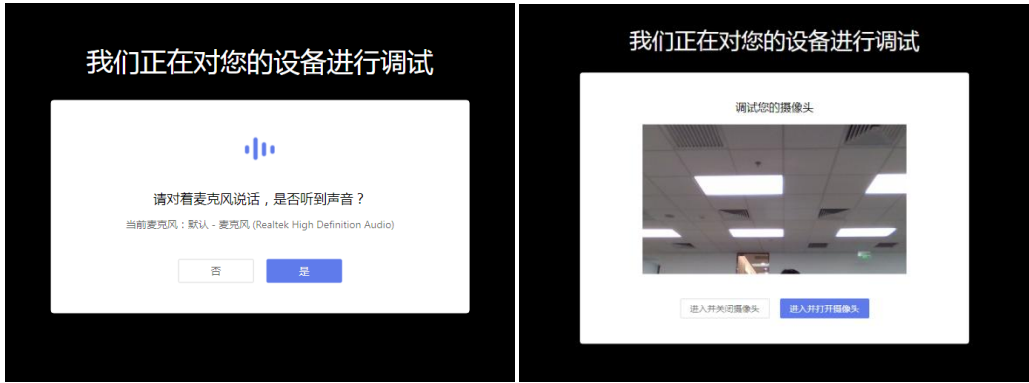 我们正在对您的设备进行调试
请对着麦克风说话，是否听到声音？
当前麦克风：默认 - 麦克风 (Realtek High Definition Audio)
否
是
我们正在对您的设备进行调试
调试您的摄像头
进入并关闭摄像头
进入并打开摄像头